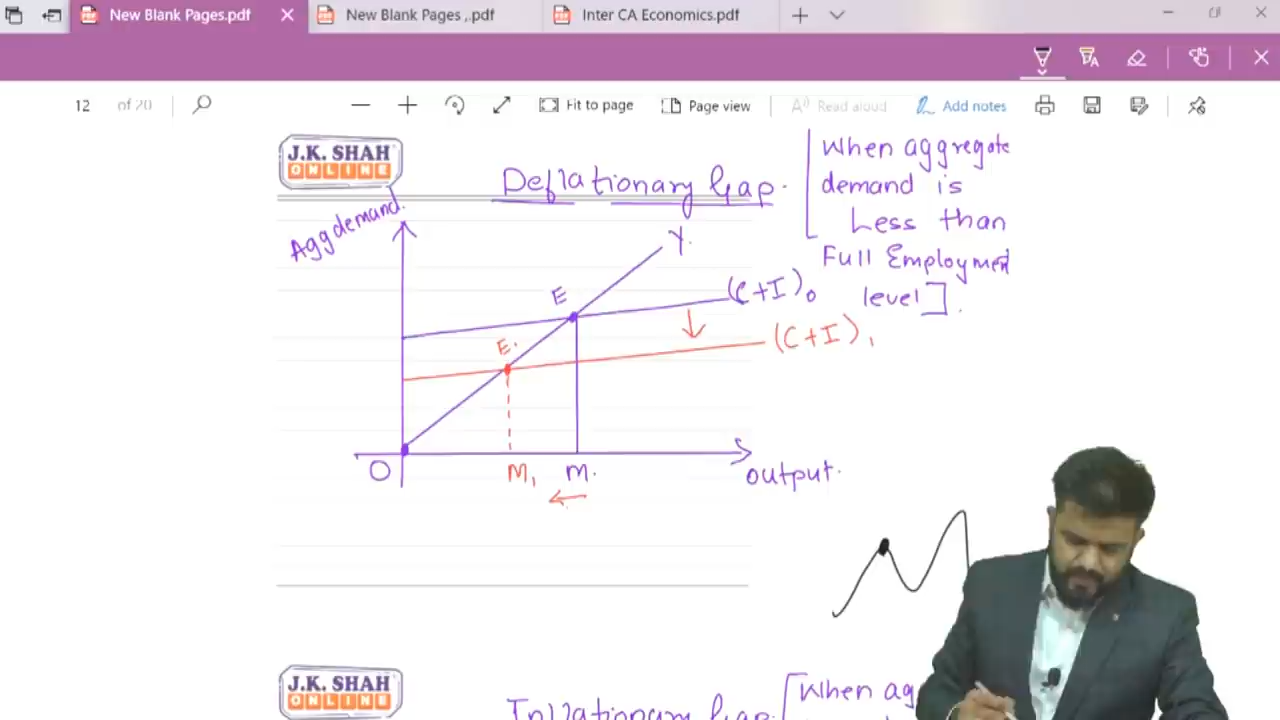 New Blank Pages.pdf
New Blank Pages ,.pdf
Inter CA Economics.pdf
12 of 20
Fit to page
Page view
Read aloud
Add notes
J.K. SHAH
ONLINE
Deflationary Gap.
[When aggregate
demand is
Less than
Full Employment
level].
Agg demand.
Y.
E
(C+I)0
E.
(C+I)1
O
M1
M.
output.
J.K. SHAH
ONLINE
Inflationary Gap
[When ag